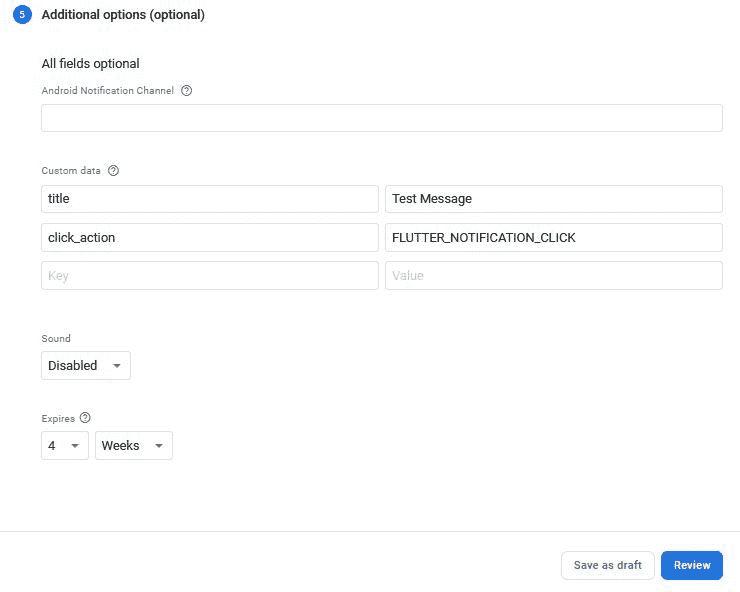 5 Additional options (optional)
All fields optional
Android Notification Channel ?
Custom data ?
title Test Message
click_action FLUTTER_NOTIFICATION_CLICK
Key Value
Sound
Disabled
Expires ?
4 Weeks
Save as draft Review